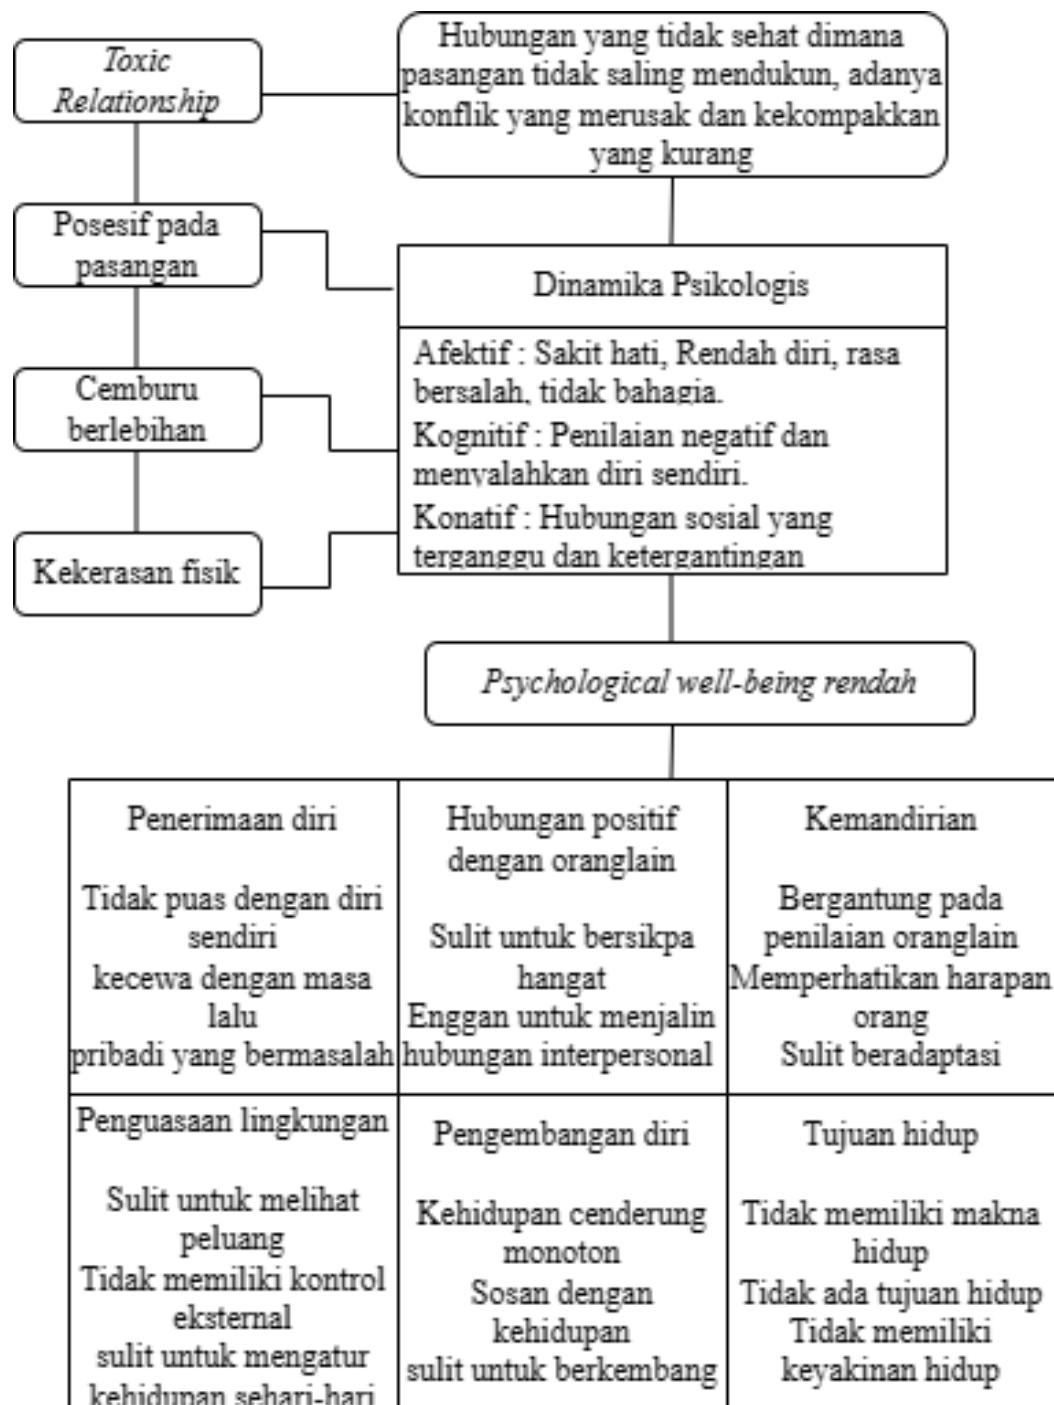 Toxic
Relationship
Hubungan yang tidak sehat dimana
pasangan tidak saling mendukun, adanya
konflik yang merusak dan kekompakkan
yang kurang
Posesif pada
pasangan
Dinamika Psikologis
Afektif : Sakit hati, Rendah diri, rasa
bersalah, tidak bahagia.
Cemburu
berlebihan
Kognitif : Penilaian negatif dan
menyalahkan diri sendiri.
Konatif : Hubungan sosial yang
terganggu dan ketergantingan
Kekerasan fisik
Psychological well-being rendah
Penerimaan diri
Tidak puas dengan diri
sendiri
kecewa dengan masa
lalu
pribadi yang bermasalah
Hubungan positif
dengan oranglain
Sulit untuk bersikpa
hangat
Enggan untuk menjalin
hubungan interpersonal
Kemandirian
Bergantung pada
penilaian oranglain
Memperhatikan harapan
orang
Sulit beradaptasi
Penguasaan lingkungan
Sulit untuk melihat
peluang
Tidak memiliki kontrol
eksternal
sulit untuk mengatur
kehidupan sehari-hari
Pengembangan diri
Kehidupan cenderung
monoton
Sosan dengan
kehidupan
sulit untuk berkembang
Tujuan hidup
Tidak memiliki makna
hidup
Tidak ada tujuan hidup
Tidak memiliki
keyakinan hidup